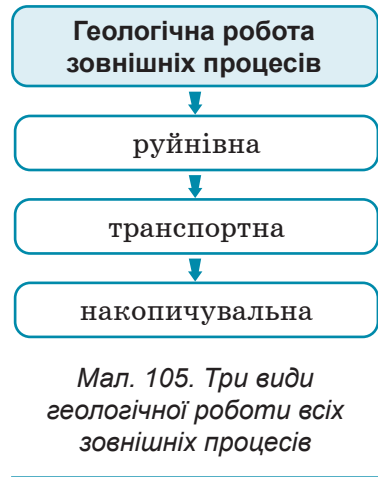 Геологічна робота
зовнішніх процесів
руйнівна
транспортна
накопичувальна
Мал. 105. Три види
геологічної роботи всіх
зовнішніх процесів